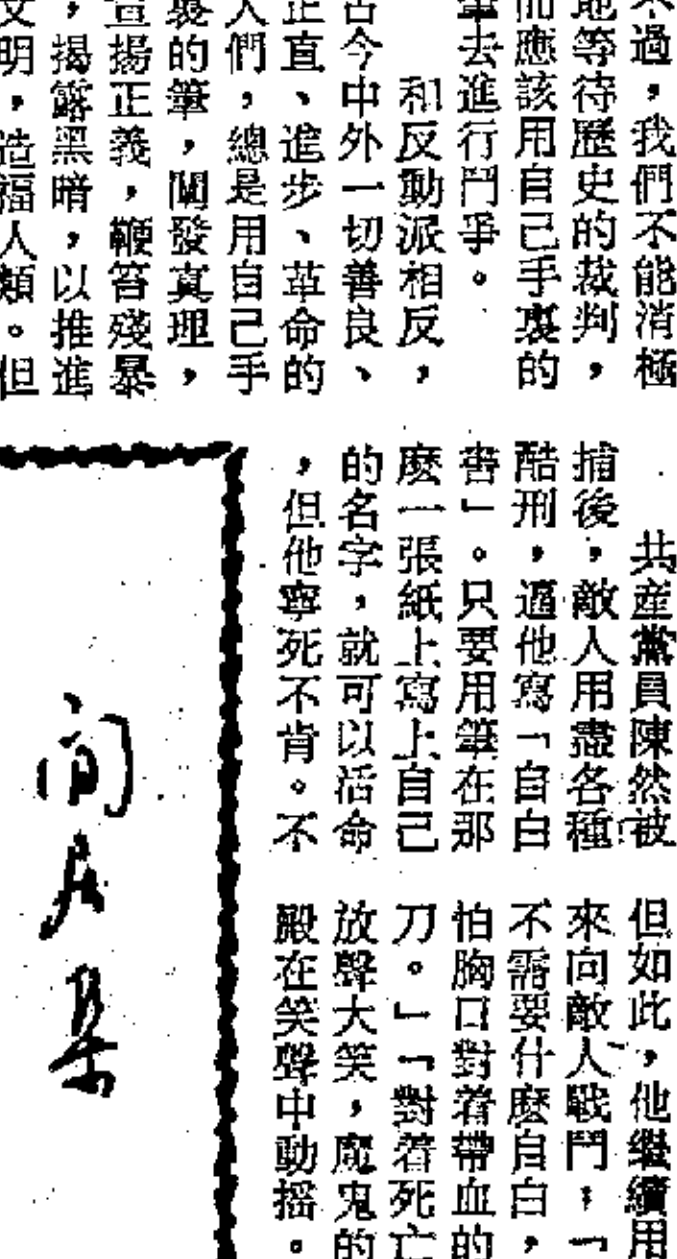 不過，我們不能消極
地等待歷史的裁判，
而應該用自己手裏的
筆去進行鬥爭。
和反動派相反，
古今中外一切善良、
正直、進步、革命的
人們，總是用自己手
裏的筆，闡發真理，
宣揚正義，鞭笞殘暴
，揭露黑暗，以推進
文明，造福人類。但
共産黨員陳然被
捕後，敵人用盡各種
酷刑，逼他寫「自白
書」。只要用筆在那
麽一張紙上寫上自己
的名字，就可以活命
，但他寧死不肯。不
但如此，他繼續用
來向敵人戰鬥：「
不需要什麽自白，
怕胸口對着帶血的
刀。」「對着死亡
放聲大笑，魔鬼的
殿在笑聲中動摇。
閒居集